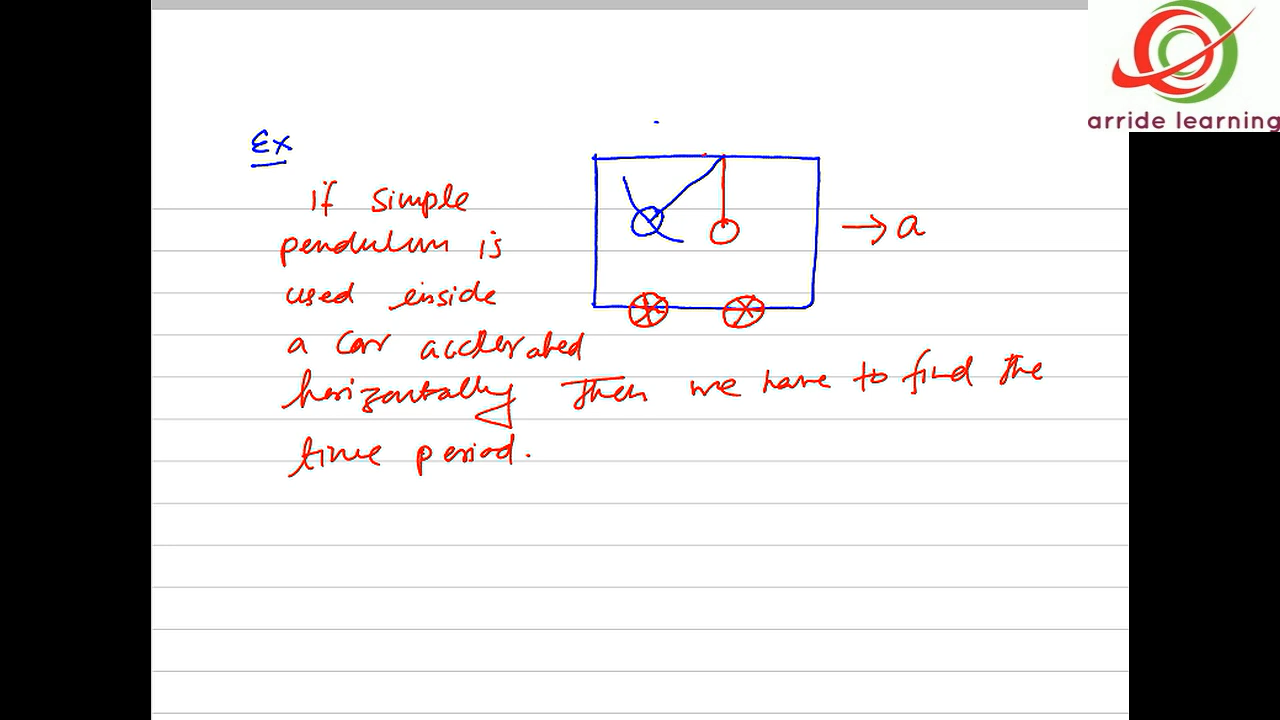 arride learning
Ex
if simple
pendulum is
used inside
→ a
a car acclerated
horizontally Then we have to find the
time period.